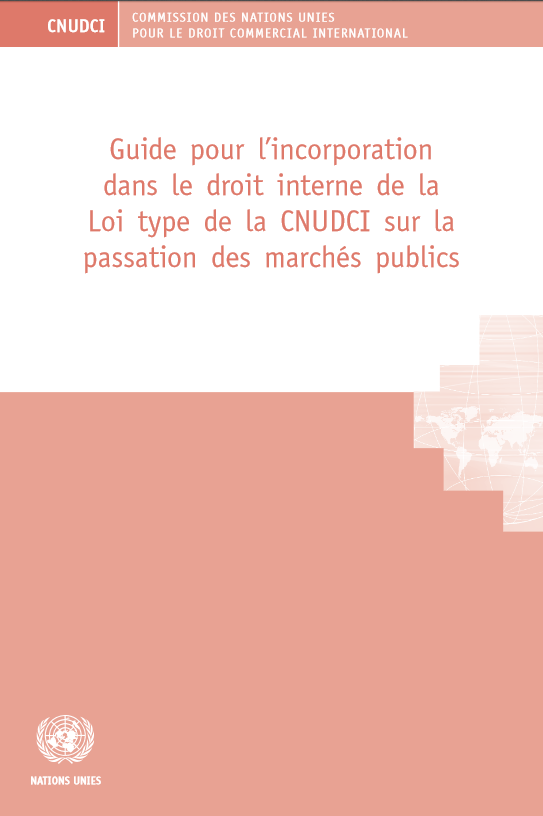 CNUDCI
COMMISSION DES NATIONS UNIES
POUR LE DROIT COMMERCIAL INTERNATIONAL
Guide pour l’incorporation
dans le droit interne de la
Loi type de la CNUDCI sur la
passation des marchés publics
NATIONS UNIES